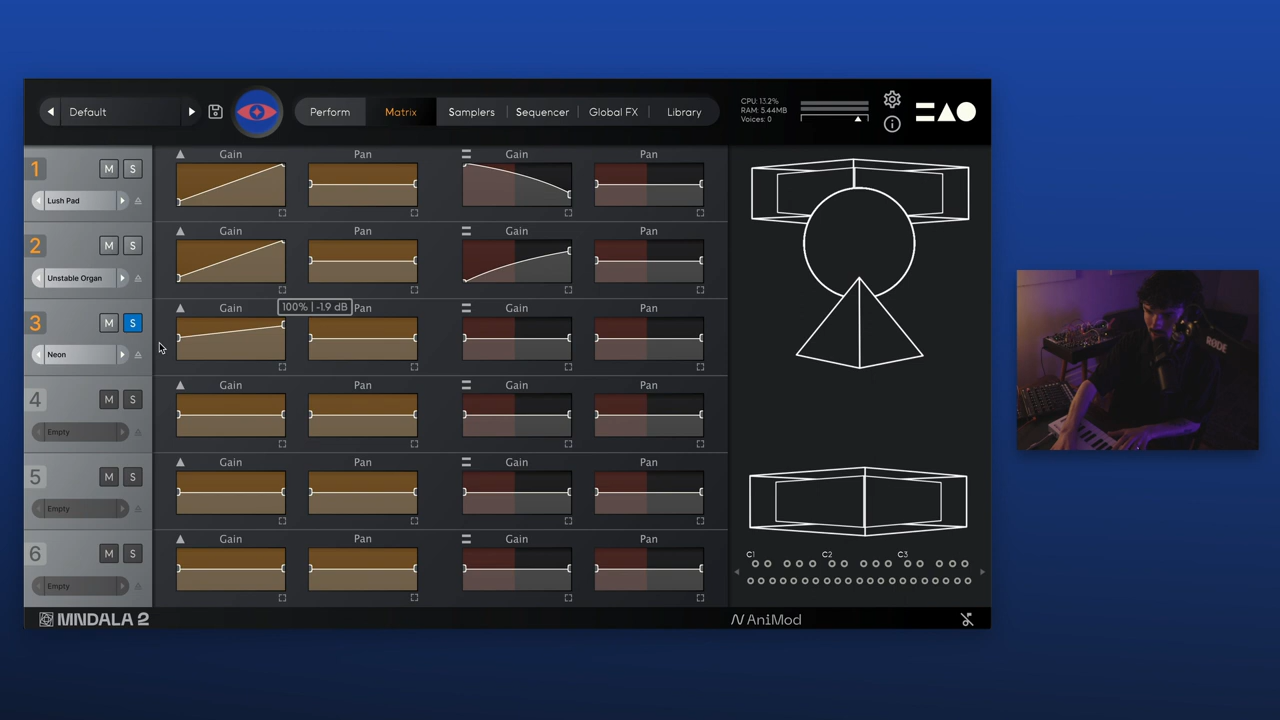 Default
Perform
Matrix
Samplers
Sequencer
Global FX
Library
CPU: 13.2%
RAM: 5.44MB
Voices: 0
1
M
S
Lush Pad
Gain
Pan
Gain
Pan
2
M
S
Unstable Organ
Gain
Pan
Gain
Pan
3
M
S
Neon
Gain
100% | -1.9 dB
Pan
Gain
Pan
4
M
S
Empty
Gain
Pan
Gain
Pan
5
M
S
Empty
Gain
Pan
Gain
Pan
6
M
S
Empty
Gain
Pan
Gain
Pan
C1
C2
C3
MNDALA 2
AniMod
RØDE